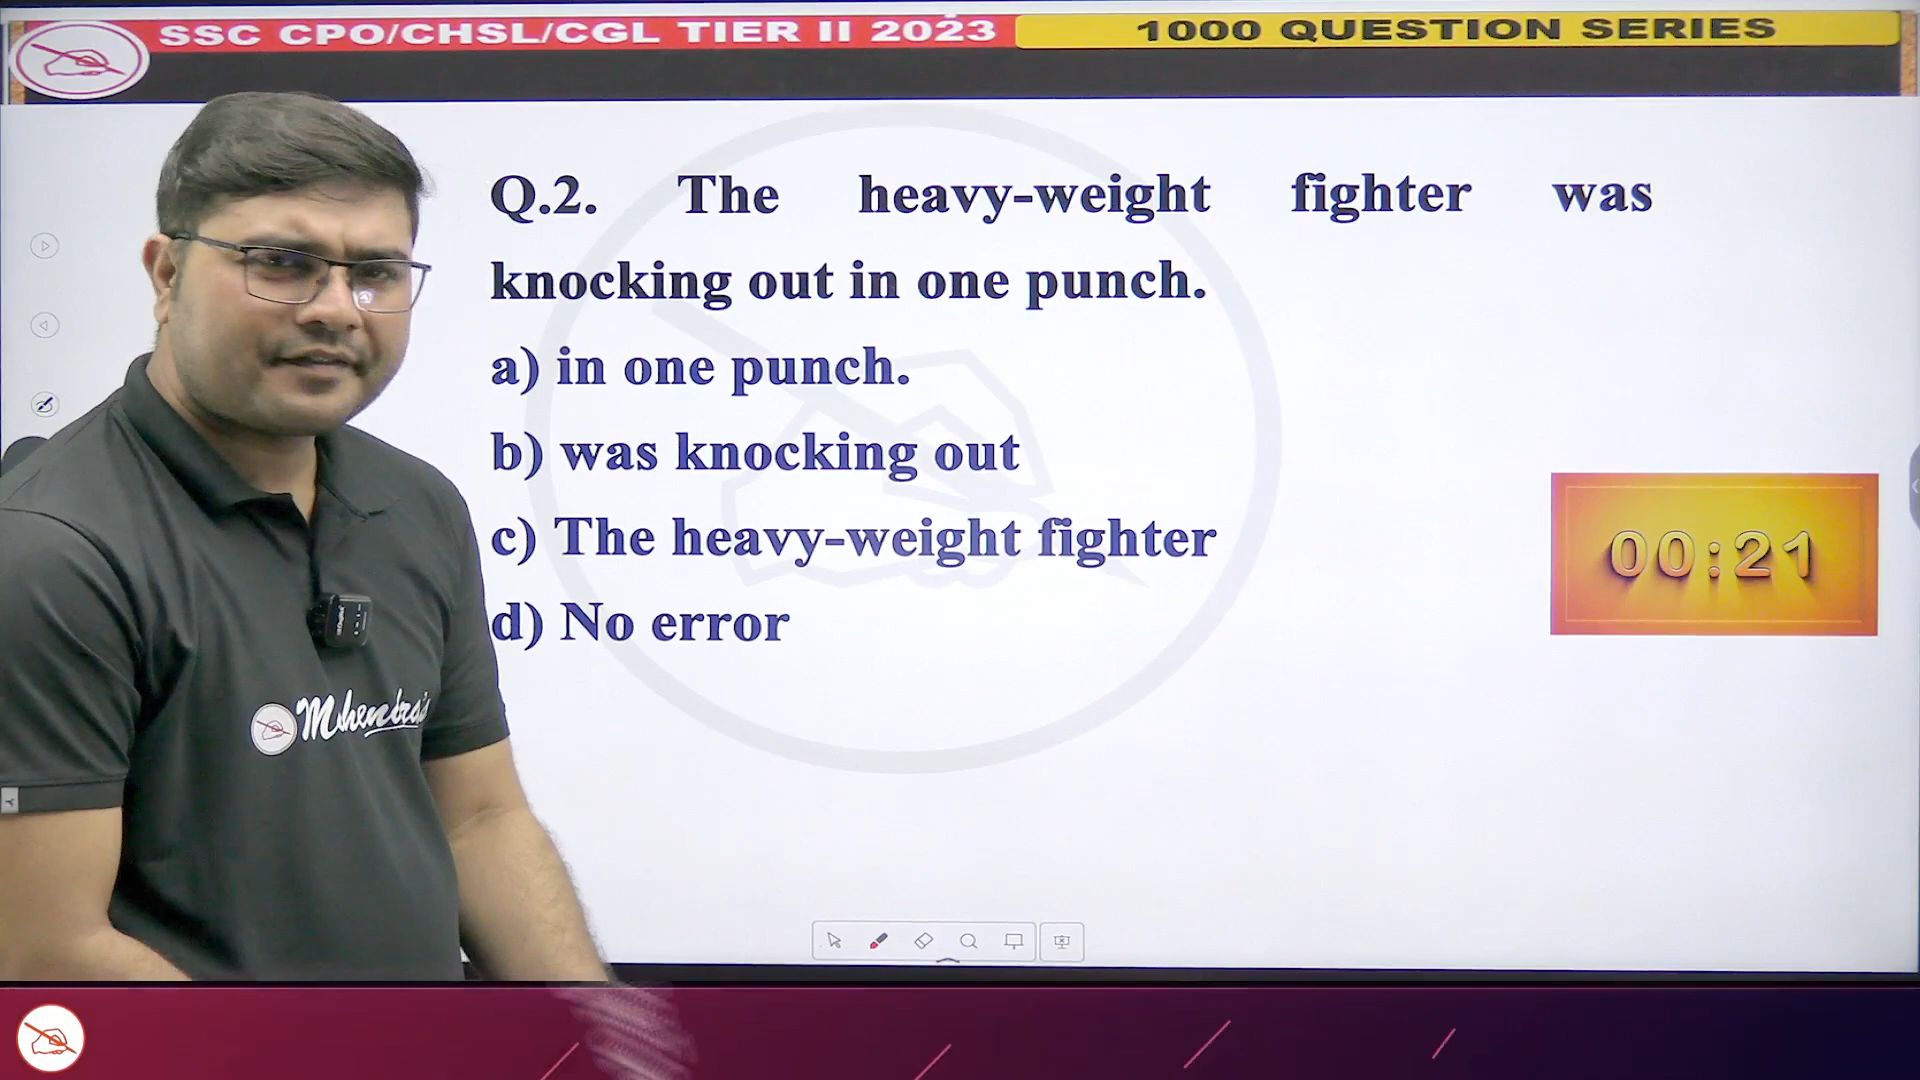 SSC CPO/CHSL/CGL TIER II 2023
1000 QUESTION SERIES
Q.2. The heavy-weight fighter was
knocking out in one punch.
a) in one punch.
b) was knocking out
c) The heavy-weight fighter
d) No error
00:21
Mahendra's